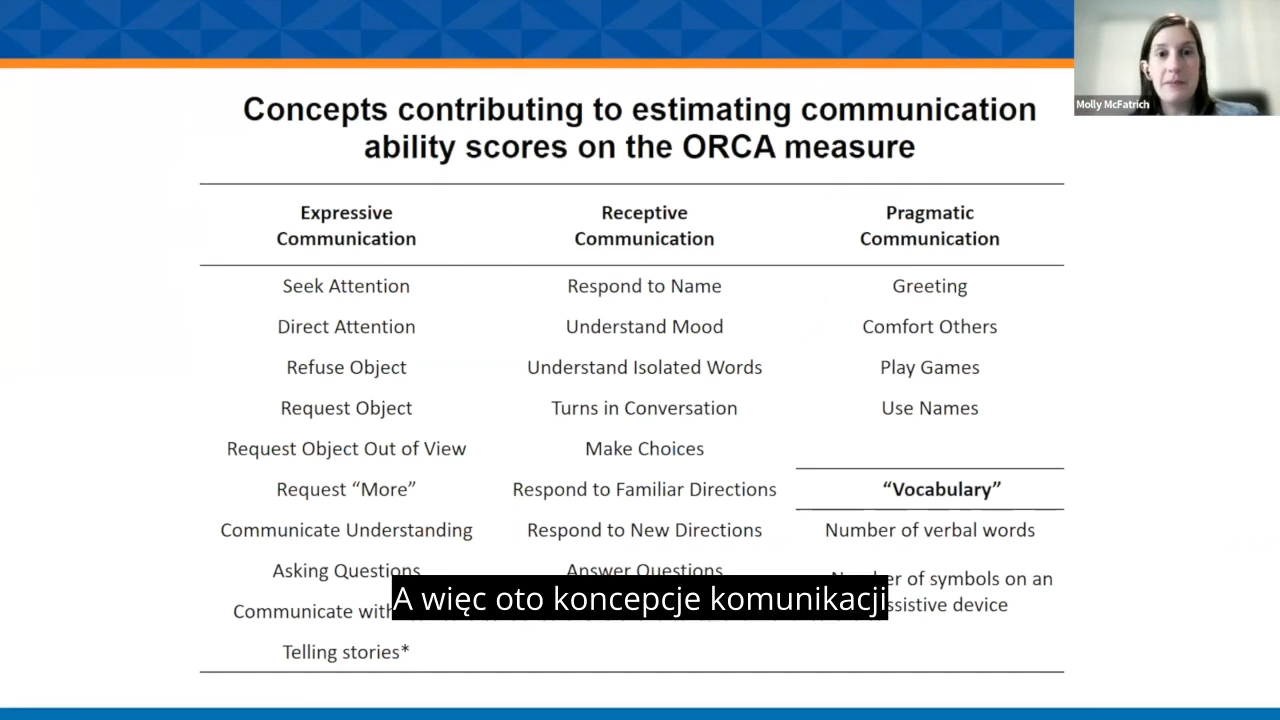 Molly McFatrich
Concepts contributing to estimating communication
ability scores on the ORCA measure
Expressive
Communication
Seek Attention
Direct Attention
Refuse Object
Request Object
Request Object Out of View
Request “More”
Communicate Understanding
Asking Questions
Communicate with
Telling stories*
Receptive
Communication
Respond to Name
Understand Mood
Understand Isolated Words
Turns in Conversation
Make Choices
Respond to Familiar Directions
Respond to New Directions
Answer Questions
Pragmatic
Communication
Greeting
Comfort Others
Play Games
Use Names
“Vocabulary”
Number of verbal words
of symbols on an
device
A więc oto koncepcje komunikacji